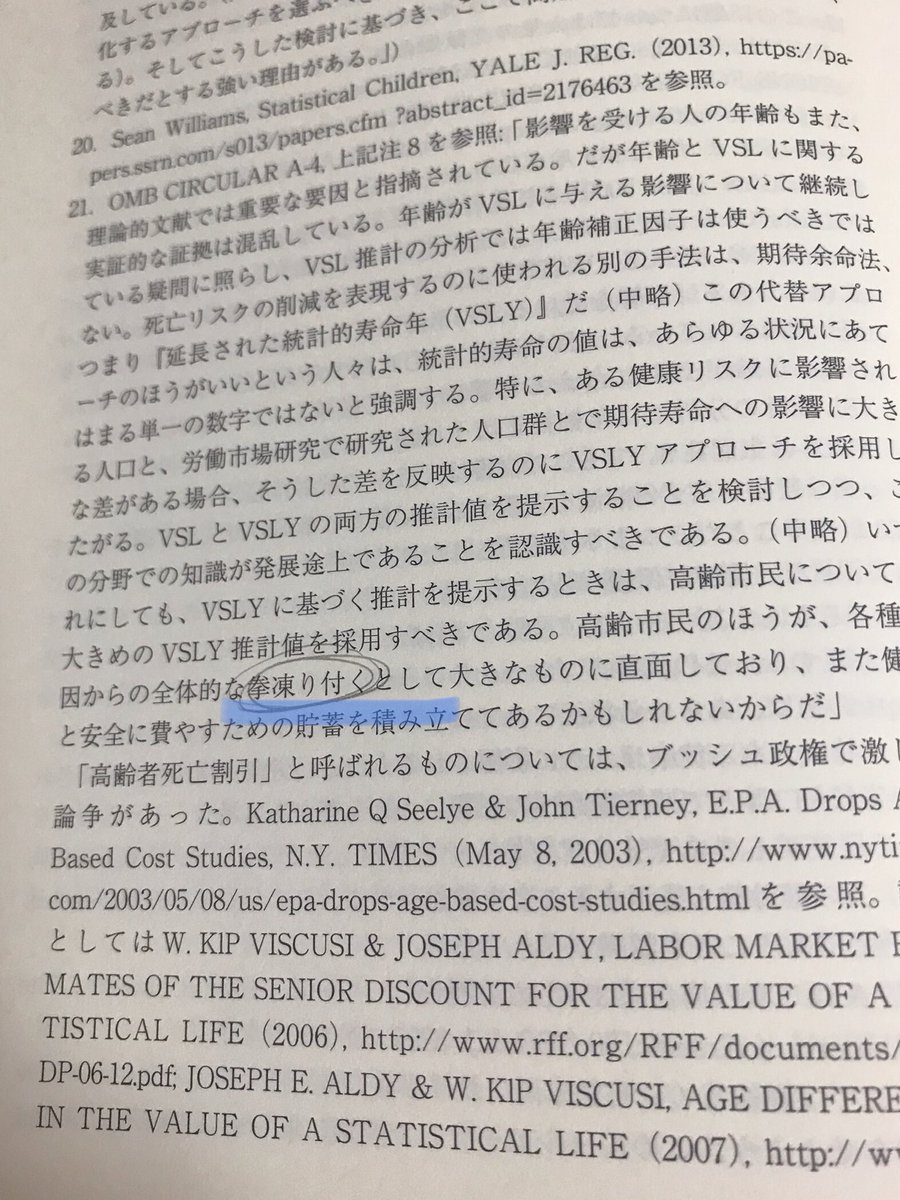 及している。
化するアプローチを選ぶべき
る)。そしてこうした検討に基づき、ここで
べきだとする強い理由がある。」)
20. Sean Williams, Statistical Children, YALE J. REG. (2013), https://pa-
pers.ssrn.com/s013/papers.cfm ?abstract_id=2176463 を参照。
21. OMB CIRCULAR A-4, 上記注8を参照:「影響を受ける人の年齢もまた、
理論的文献では重要な要因と指摘されている。だが年齢と VSL に関する
実証的な証拠は混乱している。年齢が VSL に与える影響について継続し
ている疑問に照らし、VSL 推計の分析では年齢補正因子は使うべきでは
ない。死亡リスクの削減を表現するのに使われる別の手法は、期待余命法、
つまり『延長された統計的寿命年 (VSLY)』だ(中略)この代替アプロ
ーチのほうがいいという人々は、統計的寿命の値は、あらゆる状況にあて
はまる単一の数字ではないと強調する。特に、ある健康リスクに影響され
る人口と、労働市場研究で研究された人口群とで期待寿命への影響に大き
な差がある場合、そうした差を反映するのに VSLY アプローチを採用し
たがる。VSL と VSLY の両方の推計値を提示することを検討しつつ、こ
の分野での知識が発展途上であることを認識すべきである。(中略)いず
れにしても、VSLY に基づく推計を提示するときは、高齢市民について
大きめの VSLY 推計値を採用すべきである。高齢市民のほうが、各種
因からの全体的な拳凍り付くとして大きなものに直面しており、また健
と安全に費やすための貯蓄を積み立ててあるかもしれないからだ」
「高齢者死亡割引」と呼ばれるものについては、ブッシュ政権で激し
論争があった。Katharine Q Seelye & John Tierney, E.P.A. Drops A
Based Cost Studies, N.Y. TIMES (May 8, 2003), http://www.nyti
com/2003/05/08/us/epa-drops-age-based-cost-studies.html を参照。
としては W. KlP VISCUSI & JOSEPH ALDY, LABOR MARKET E
MATES OF THE SENIOR DISCOUNT FOR THE VALUE OF A
TISTICAL LIFE (2006), http://www.rff.org/RFF/documents/
DP-06-12.pdf; JOSEPH E. ALDY & W. KlP VISCUSI, AGE DIFFERE
IN THE VALUE OF A STATISTICAL LIFE (2007), http://ww